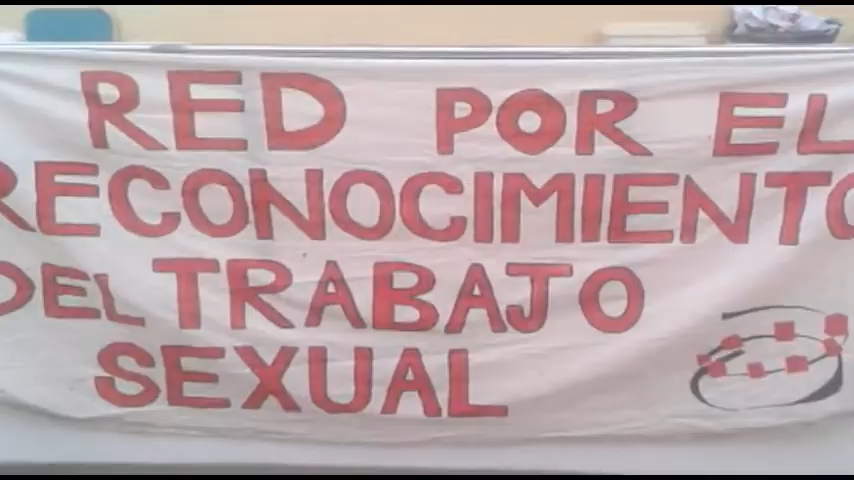 RED POR EL
RECONOCIMIENTO
DEL TRABAJO
SEXUAL